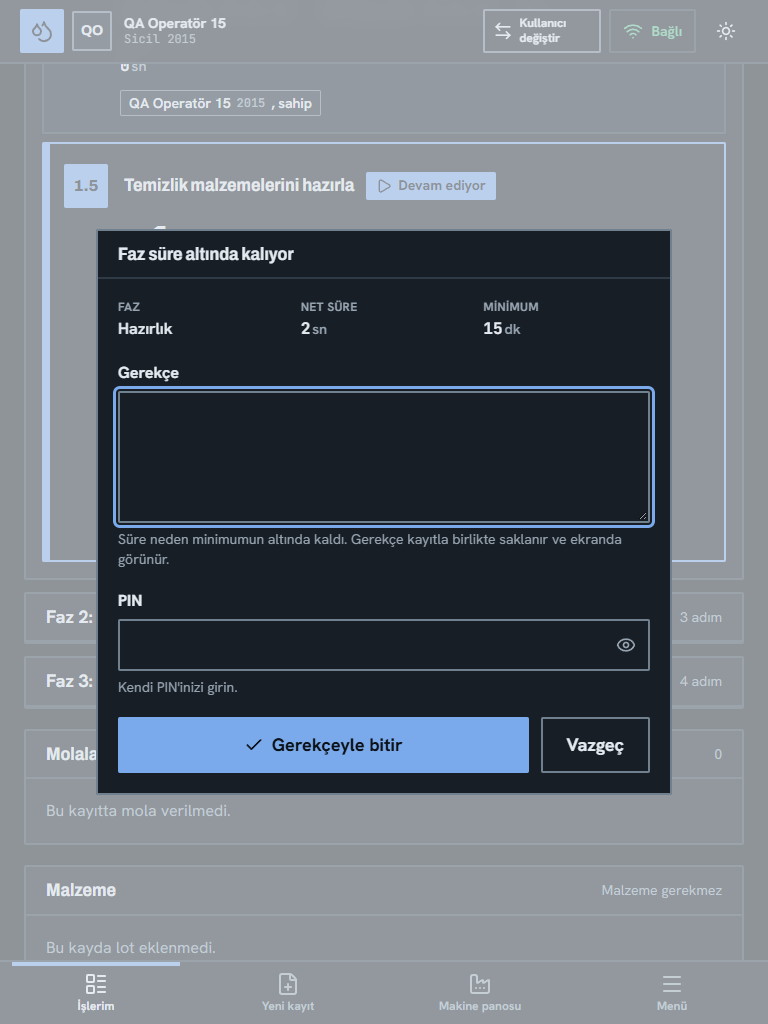 QO
QA Operatör 15
Sicil 2015
Kullanıcı
değiştir
Bağlı
0 sn
QA Operatör 15 2015 , sahip
1.5
Temizlik malzemelerini hazırla
Devam ediyor
Faz süre altında kalıyor
FAZ
NET SÜRE
MİNİMUM
Hazırlık
2 sn
15 dk
Gerekçe
Süre neden minimumun altında kaldı. Gerekçe kayıtla birlikte saklanır ve ekranda
görünür.
PIN
Kendi PIN'inizi girin.
Gerekçeyle bitir
Vazgeç
Faz 2:
3 adım
Faz 3:
4 adım
Molala
0
Bu kayıtta mola verilmedi.
Malzeme
Malzeme gerekmez
Bu kayda lot eklenmedi.
İşlerim
Yeni kayıt
Makine panosu
Menü